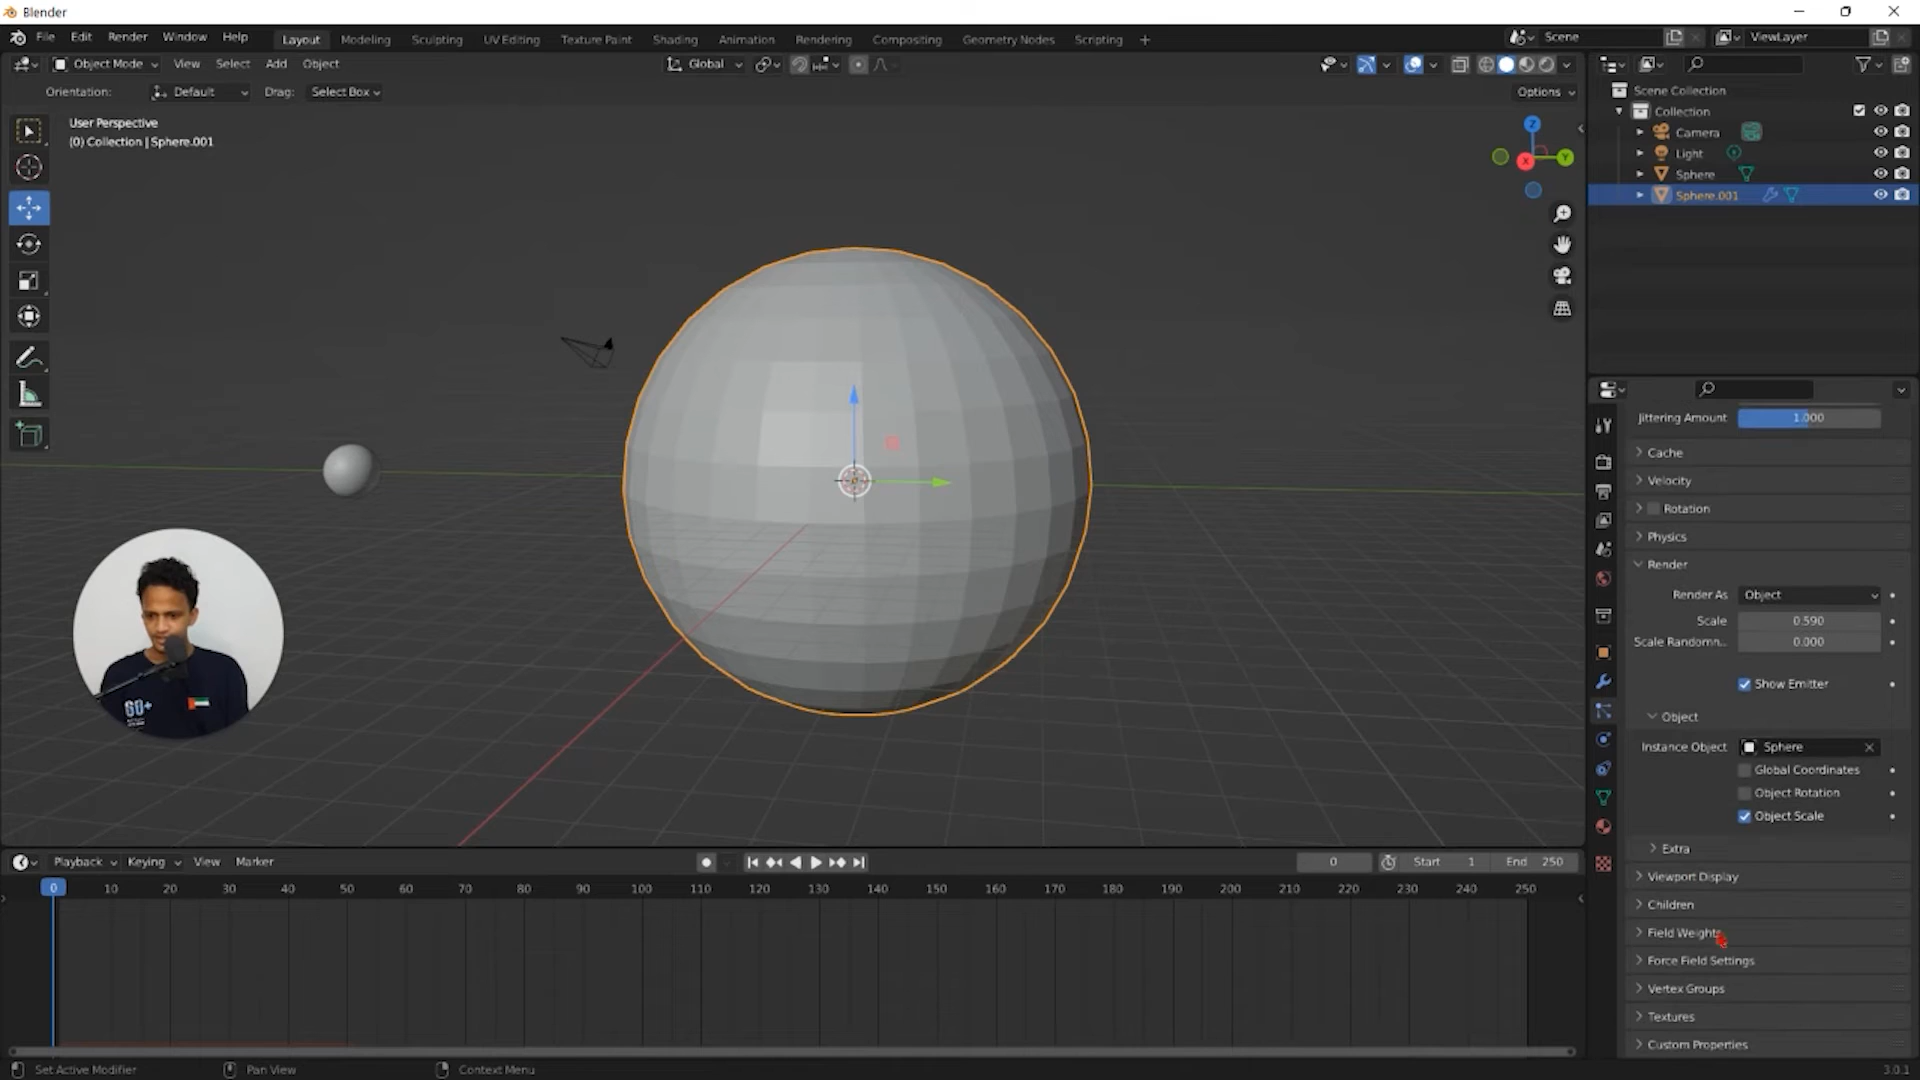 Blender
File Edit Render Window Help Layout Modeling Sculpting UV Editing Texture Paint Shading Animation Rendering Compositing Geometry Nodes Scripting + Scene ViewLayer
Object Mode View Select Add Object Global
Orientation: Default Drag: Select Box Options
User Perspective
(0) Collection | Sphere.001
Z
Y
X
Scene Collection
Collection
Camera
Light
Sphere
Sphere.001
Jittering Amount 1.000
Cache
Velocity
Rotation
Physics
Render
Render As Object
Scale 0.590
Scale Randomn.. 0.000
Show Emitter
Object
Instance Object Sphere
Global Coordinates
Object Rotation
Object Scale
Extra
Viewport Display
Children
Field Weights
Force Field Settings
Vertex Groups
Textures
Custom Properties
60+
Playback Keying View Marker 0 Start 1 End 250
0 10 20 30 40 50 60 70 80 90 100 110 120 130 140 150 160 170 180 190 200 210 220 230 240 250
Set Active Modifier Pan View Context Menu 3.0.1